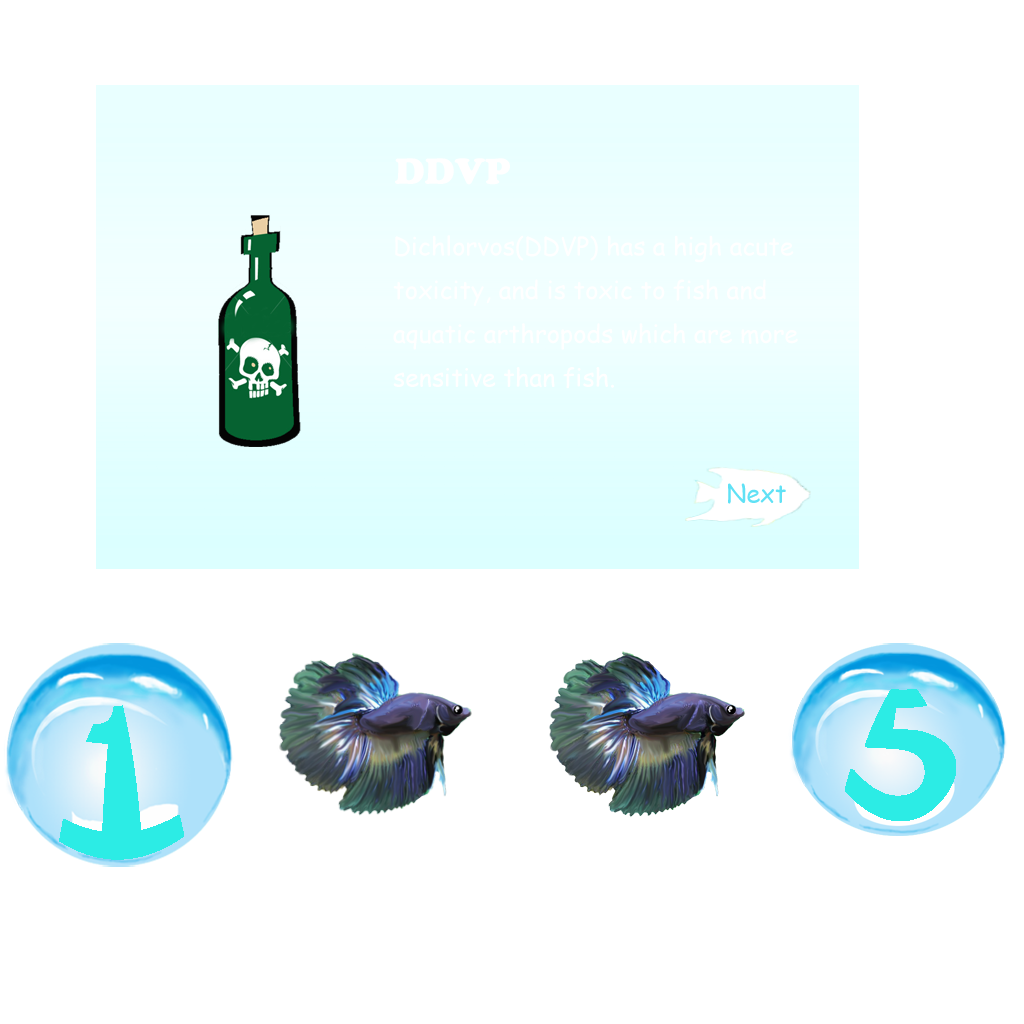 DDVP
Dichlorvos(DDVP) has a high acute
toxicity, and is toxic to fish and
aquatic arthropods which are more
sensitive than fish.
Next
1
5